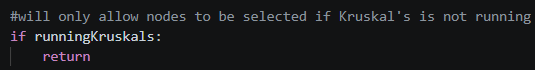 #will only allow nodes to be selected if Kruskal's is not running
if runningKruskals:
    return